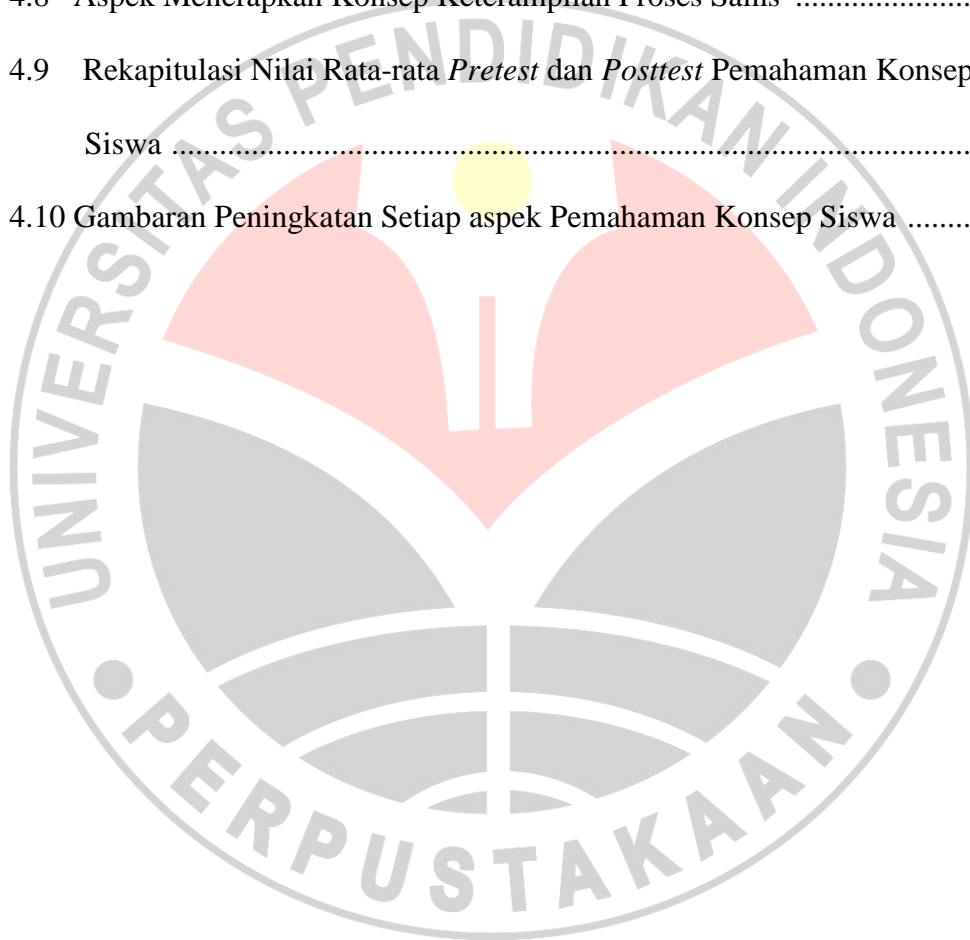 4.8 Aspek Menerapkan Konsep Keterampilan Proses Sains ......................
4.9 Rekapitulasi Nilai Rata-rata Pretest dan Posttest Pemahaman Konsep
Siswa ....................................................................................................
4.10 Gambaran Peningkatan Setiap aspek Pemahaman Konsep Siswa ........
UNIVERSITAS PENDIDIKAN INDONESIA
PERPUSTAKAAN